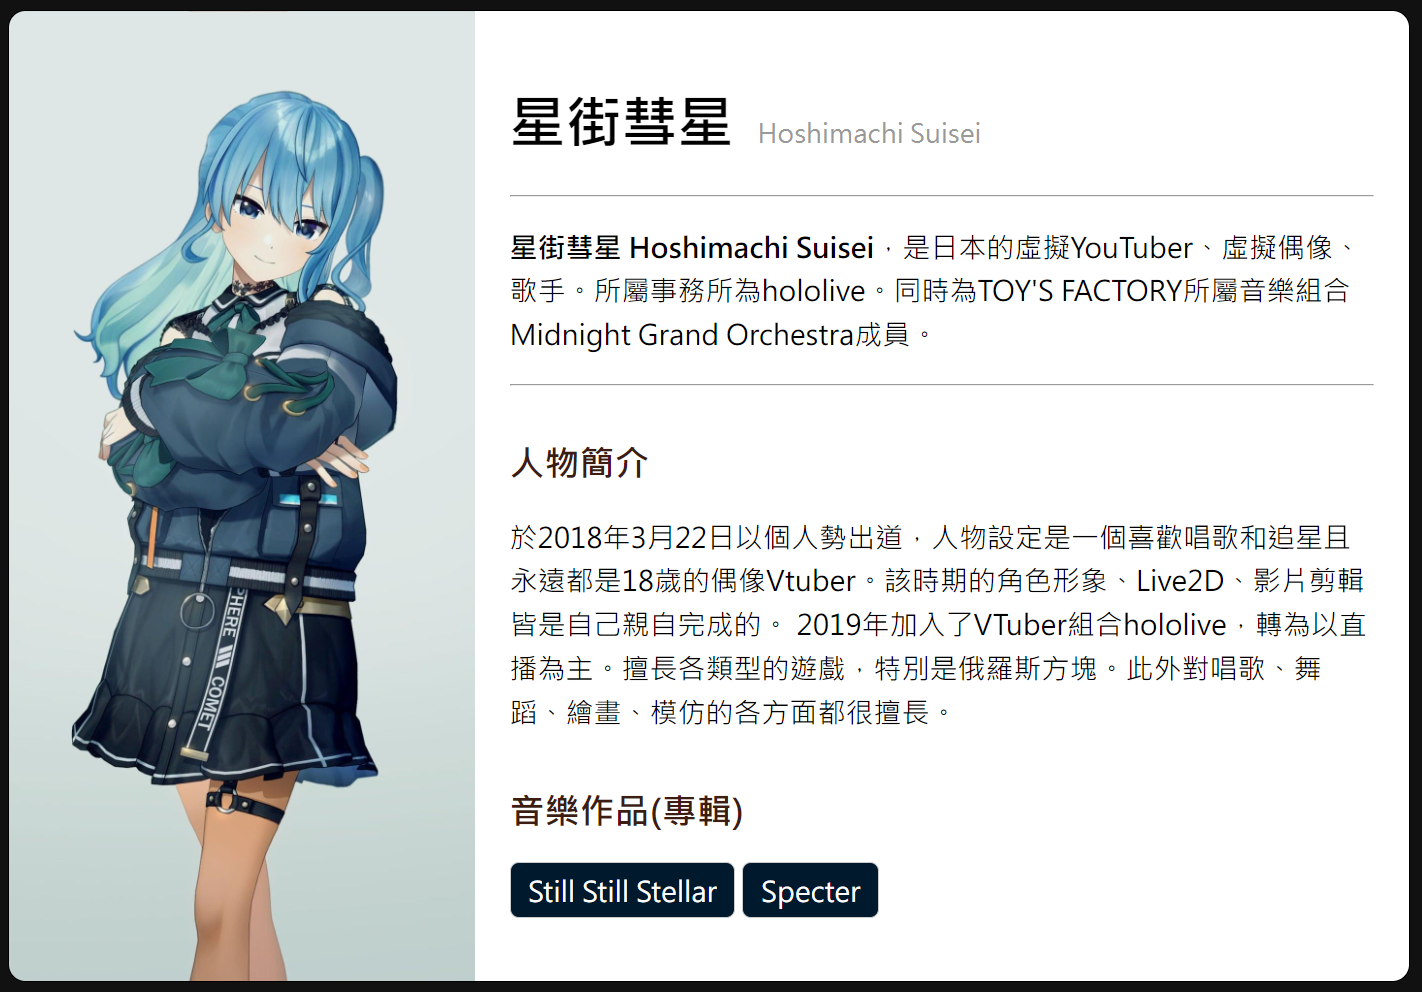 星街彗星 Hoshimachi Suisei
星街彗星 Hoshimachi Suisei，是日本的虛擬YouTuber、虛擬偶像、
歌手。所屬事務所為hololive。同時為TOY'S FACTORY所屬音樂組合
Midnight Grand Orchestra成員。
人物簡介
於2018年3月22日以個人勢出道，人物設定是一個喜歡唱歌和追星且
永遠都是18歲的偶像Vtuber。該時期的角色形象、Live2D、影片剪輯
皆是自己親自完成的。 2019年加入了VTuber組合hololive，轉為以直
播為主。擅長各類型的遊戲，特別是俄羅斯方塊。此外對唱歌、舞
蹈、繪畫、模仿的各方面都很擅長。
音樂作品(專輯)
Still Still Stellar
Specter
COMET